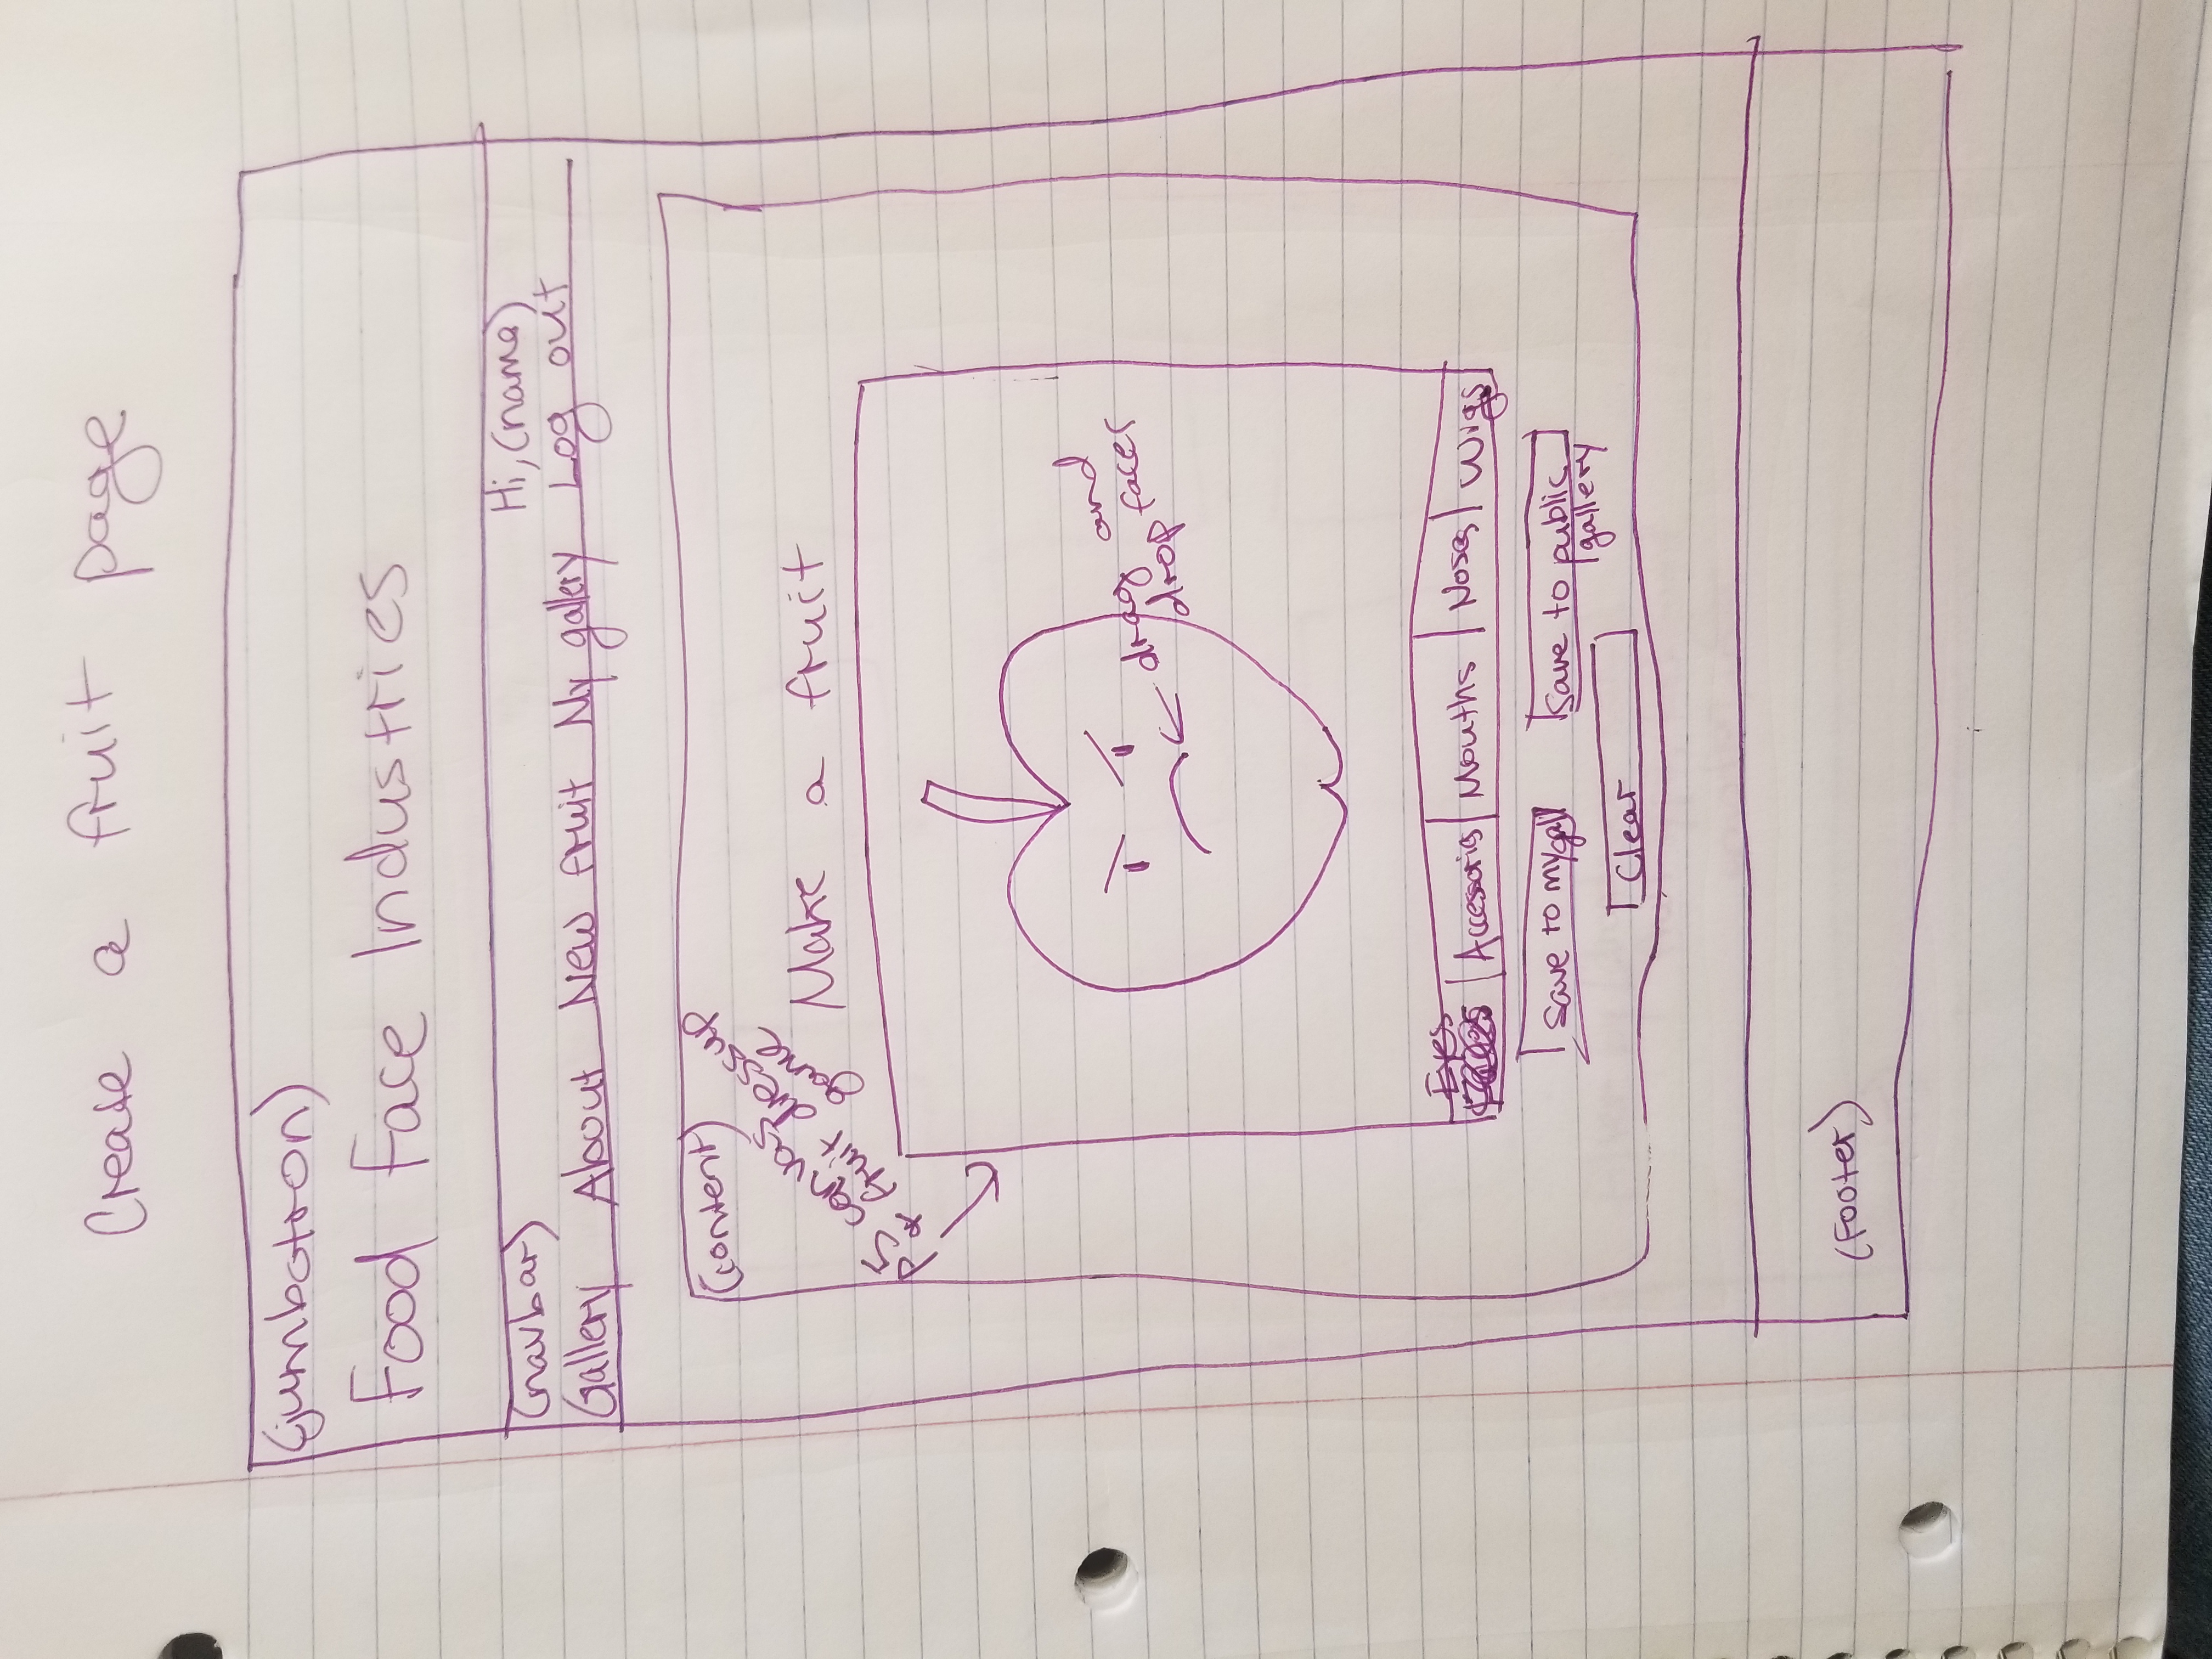 Create a fruit page
(jumbotron)
Food Face Industries
(navbar)
Hi, (name)
Gallery About New fruit My gallery Log out
(content)
p5 canvas
& fruit dressup
game
Make a fruit
drag and
drop faces
Eyes
Accessories Mouths Noses Wigs
Save to my gall
Save to public
gallery
Clear
(Footer)